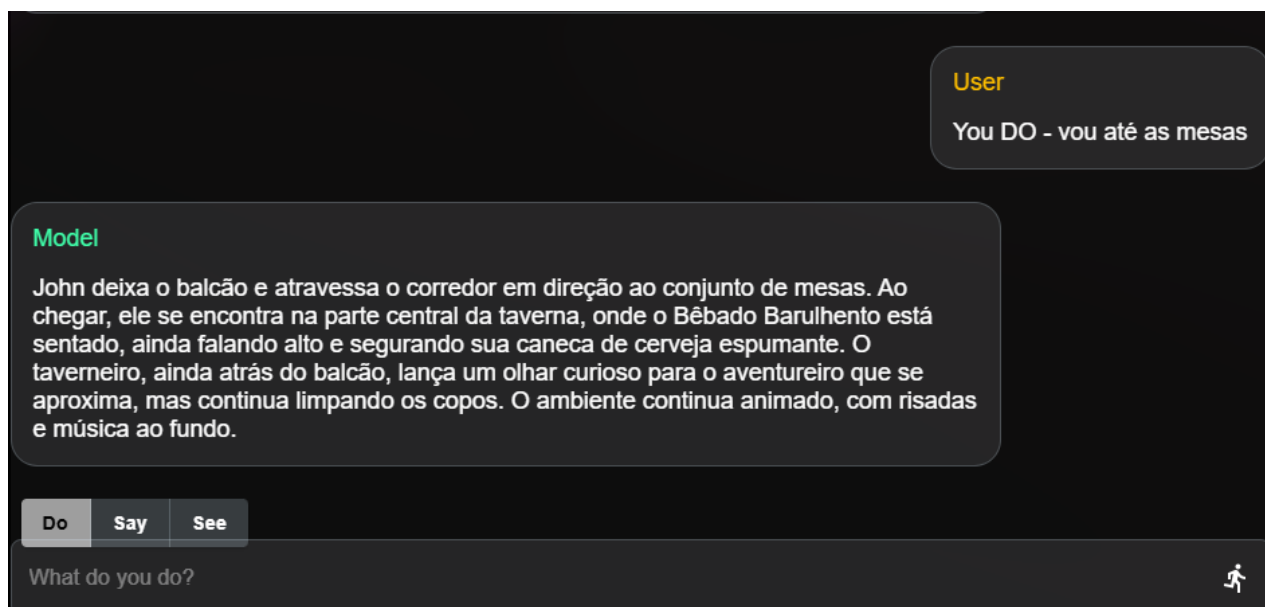 User
You DO - vou até as mesas
Model
John deixa o balcão e atravessa o corredor em direção ao conjunto de mesas. Ao
chegar, ele se encontra na parte central da taverna, onde o Bêbado Barulhento está
sentado, ainda falando alto e segurando sua caneca de cerveja espumante. O
taverneiro, ainda atrás do balcão, lança um olhar curioso para o aventureiro que se
aproxima, mas continua limpando os copos. O ambiente continua animado, com risadas
e música ao fundo.
Do Say See
What do you do?